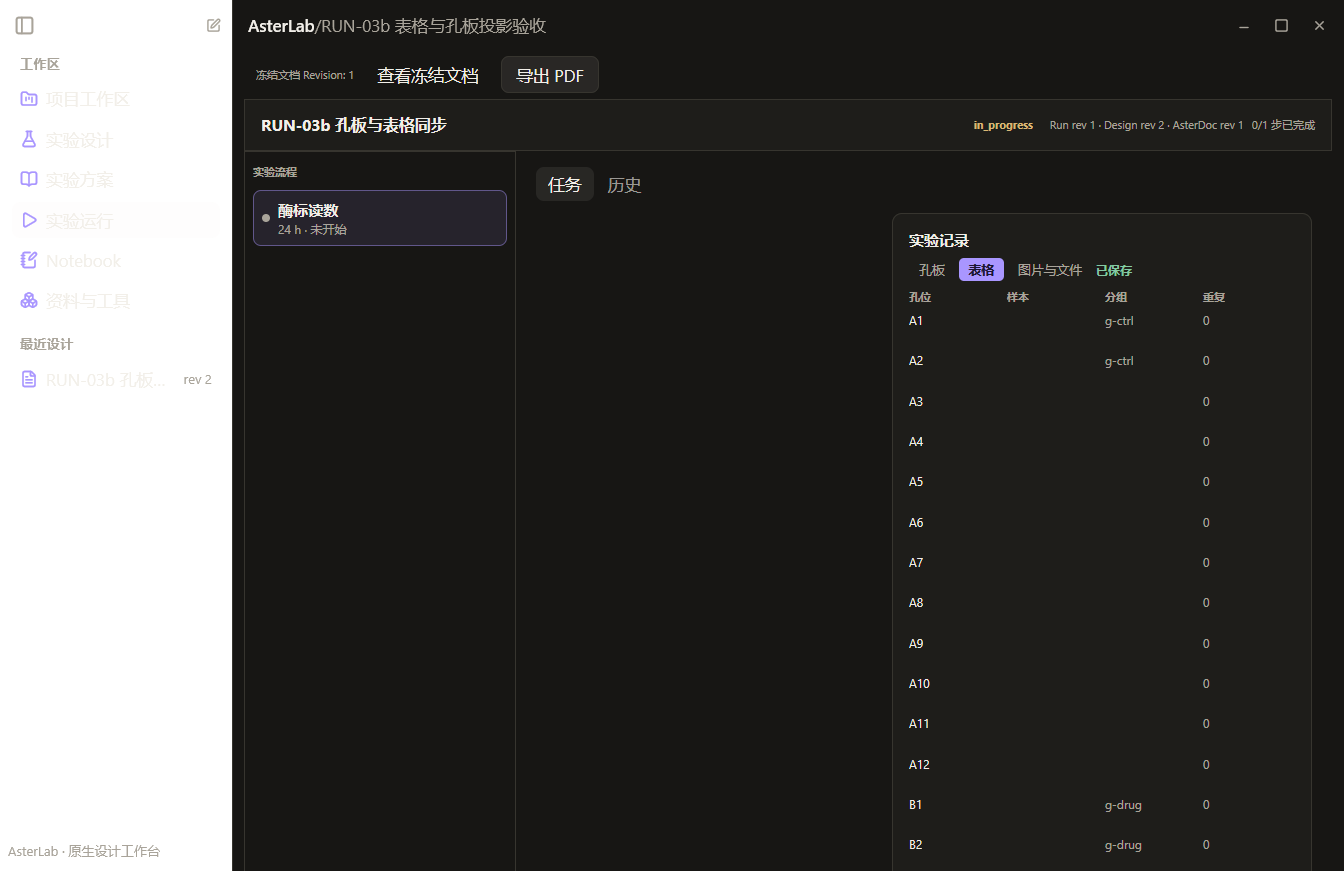 AsterLab/RUN-03b 表格与孔板投影验收
工作区
项目工作区
实验设计
实验方案
实验运行
Notebook
资料与工具
最近设计
RUN-03b 孔板... rev 2
AsterLab · 原生设计工作台
冻结文档 Revision: 1 查看冻结文档 导出 PDF
RUN-03b 孔板与表格同步 in_progress Run rev 1 · Design rev 2 · AsterDoc rev 1 0/1 步已完成
实验流程
酶标读数
24 h · 未开始
任务 历史
实验记录
孔板 表格 图片与文件 已保存
孔位 样本 分组 重复
A1 g-ctrl 0
A2 g-ctrl 0
A3 0
A4 0
A5 0
A6 0
A7 0
A8 0
A9 0
A10 0
A11 0
A12 0
B1 g-drug 0
B2 g-drug 0